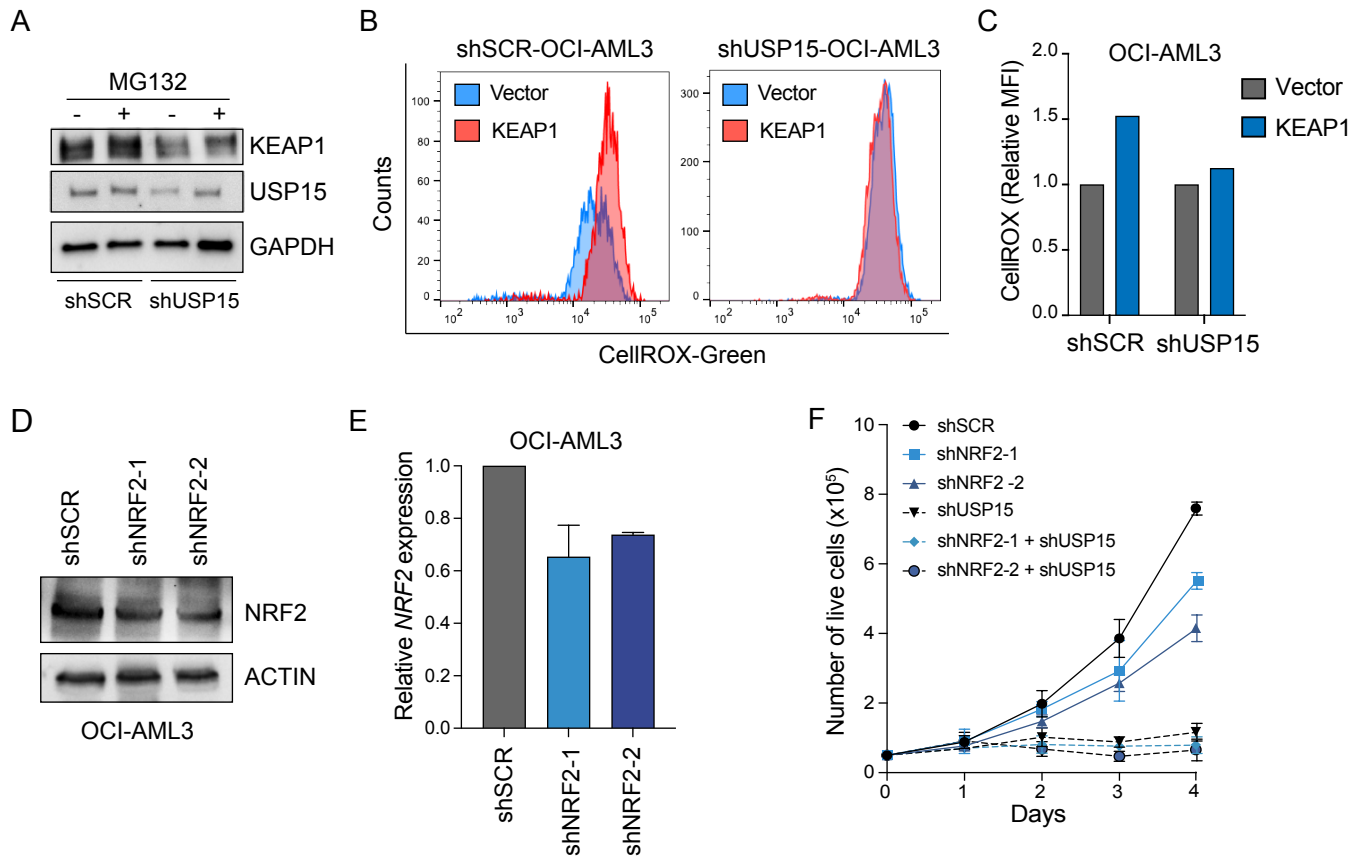 A
MG132
- + - +
KEAP1
USP15
GAPDH
shSCR shUSP15
B
shSCR-OCI-AML3 shUSP15-OCI-AML3
Vector
KEAP1
Vector
KEAP1
Counts
100
80
60
40
20
0
10² 10³ 10⁴ 10⁵
300
200
100
0
10² 10³ 10⁴ 10⁵
CellROX-Green
C
OCI-AML3
Vector
KEAP1
CellROX (Relative MFI)
2.0
1.5
1.0
0.5
0.0
shSCR shUSP15
D
shSCR
shNRF2-1
shNRF2-2
NRF2
ACTIN
OCI-AML3
E
OCI-AML3
Relative NRF2 expression
1.0
0.8
0.6
0.4
0.2
0.0
shSCR
shNRF2-1
shNRF2-2
F
shSCR
shNRF2-1
shNRF2 -2
shUSP15
shNRF2-1 + shUSP15
shNRF2-2 + shUSP15
Number of live cells (x10⁵)
10
8
6
4
2
0
0 1 2 3 4
Days